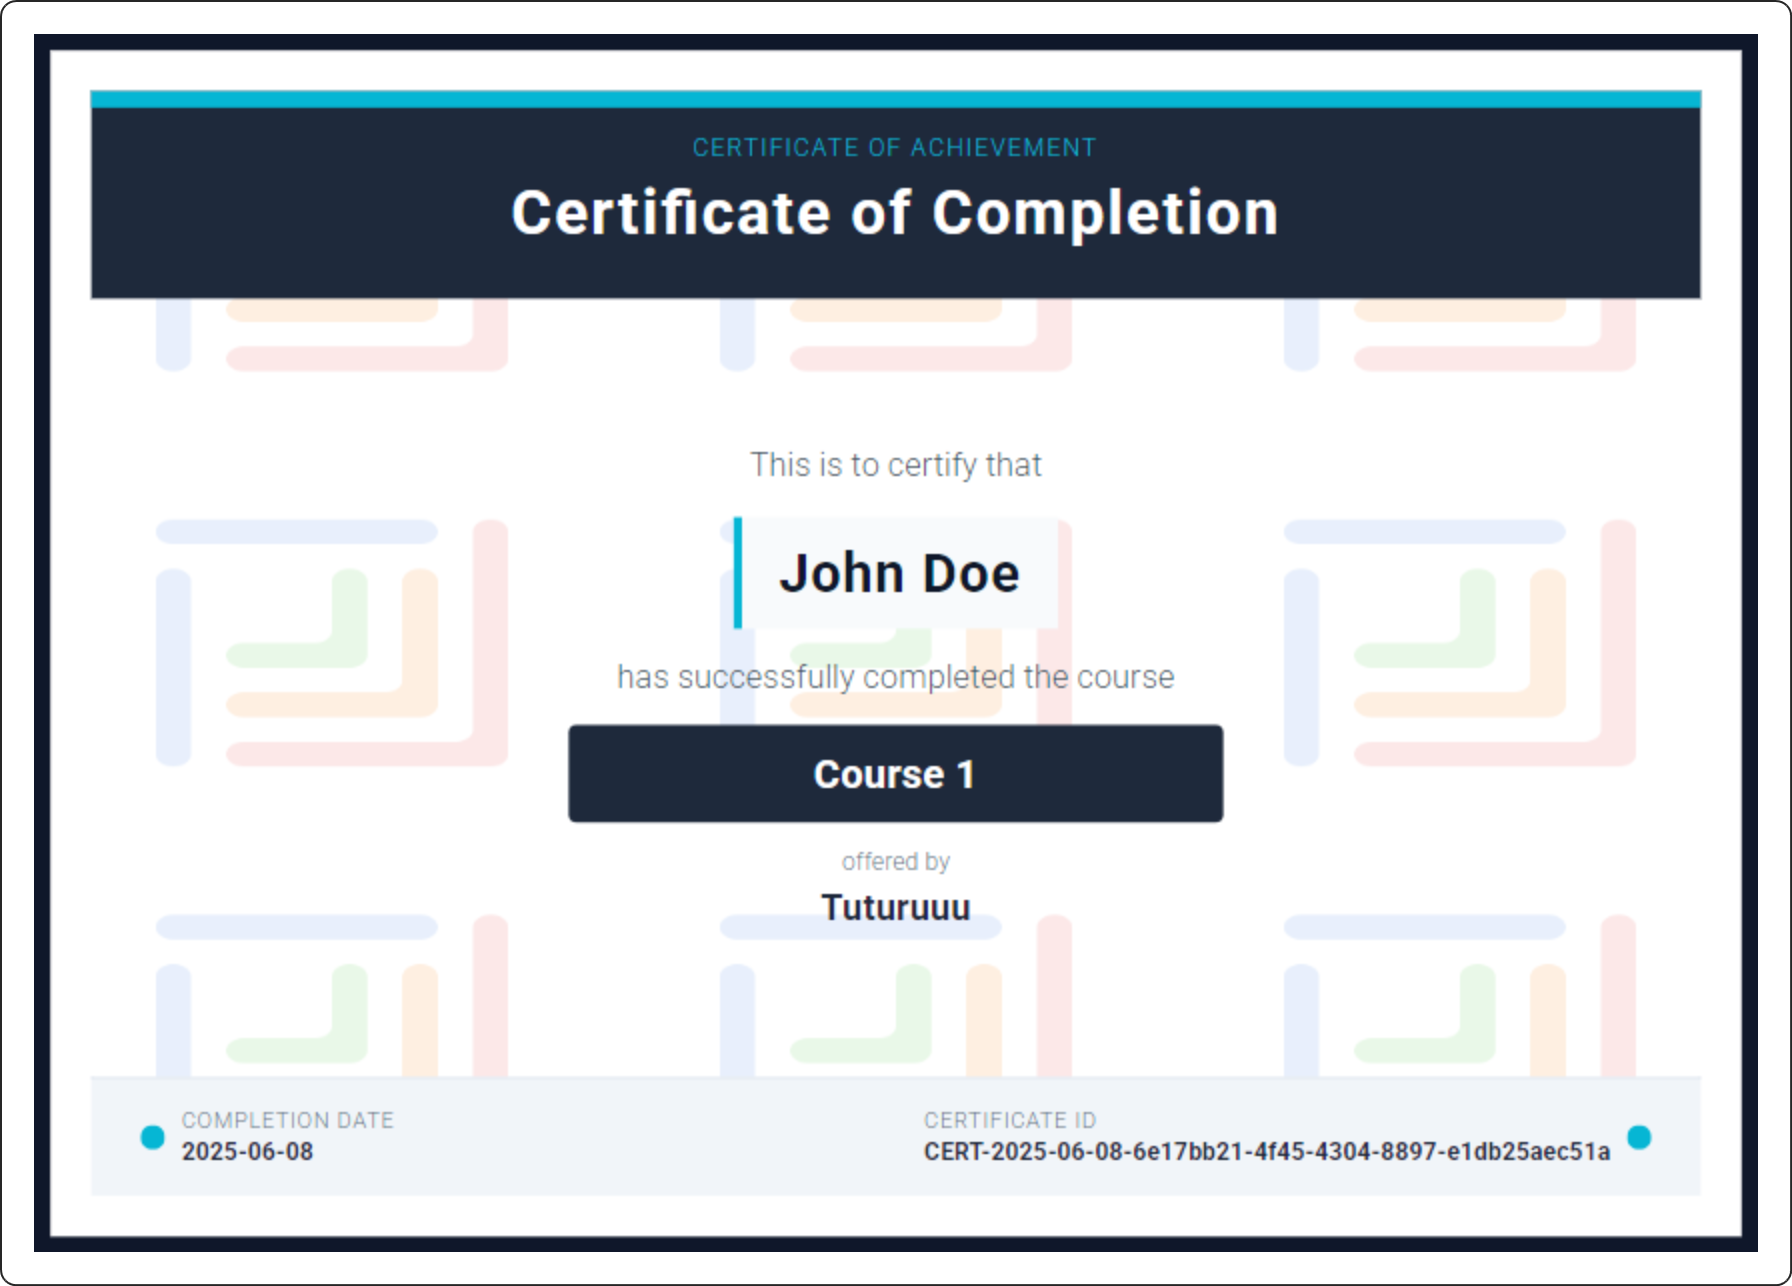 CERTIFICATE OF ACHIEVEMENT
Certificate of Completion
This is to certify that
John Doe
has successfully completed the course
Course 1
offered by
Tuturuuu
COMPLETION DATE
2025-06-08
CERTIFICATE ID
CERT-2025-06-08-6e17bb21-4f45-4304-8897-e1db25aec51a